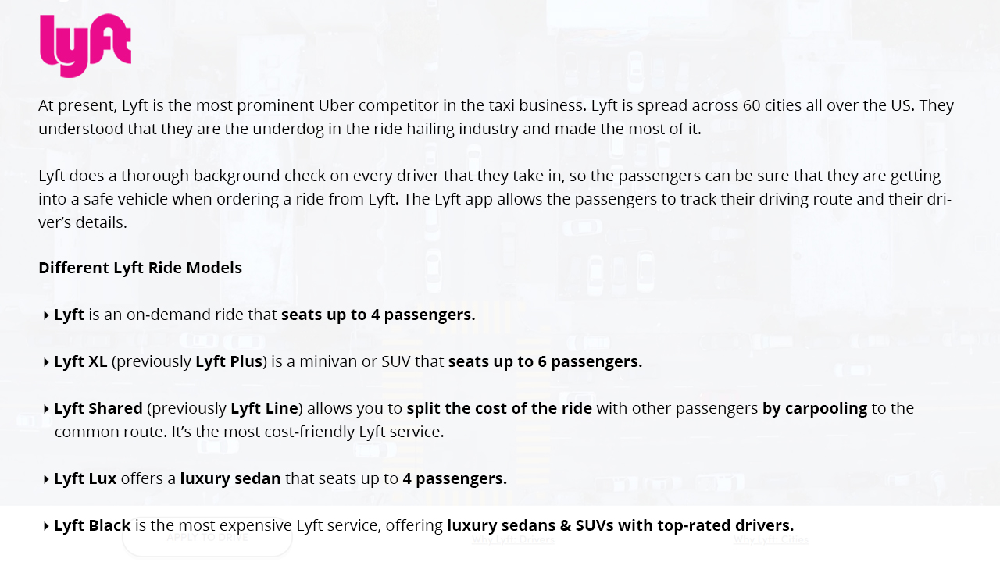 lyft
At present, Lyft is the most prominent Uber competitor in the taxi business. Lyft is spread across 60 cities all over the US. They
understood that they are the underdog in the ride hailing industry and made the most of it.
Lyft does a thorough background check on every driver that they take in, so the passengers can be sure that they are getting
into a safe vehicle when ordering a ride from Lyft. The Lyft app allows the passengers to track their driving route and their dri-
ver’s details.
Different Lyft Ride Models
Lyft is an on-demand ride that seats up to 4 passengers.
Lyft XL (previously Lyft Plus) is a minivan or SUV that seats up to 6 passengers.
Lyft Shared (previously Lyft Line) allows you to split the cost of the ride with other passengers by carpooling to the
common route. It’s the most cost-friendly Lyft service.
Lyft Lux offers a luxury sedan that seats up to 4 passengers.
Lyft Black is the most expensive Lyft service, offering luxury sedans & SUVs with top-rated drivers.
APPLY TO DRIVE Why Lyft: Drivers Why Lyft: Cities